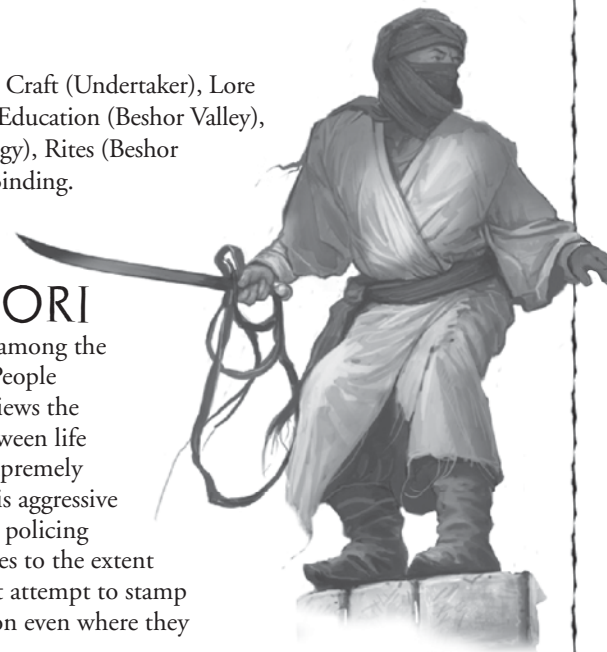 Craft (Undertaker), Lore
Education (Beshor Valley),
gy), Rites (Beshor
inding.
ORI
among the
People
iews the
ween life
premely
is aggressive
policing
es to the extent
t attempt to stamp
on even where they